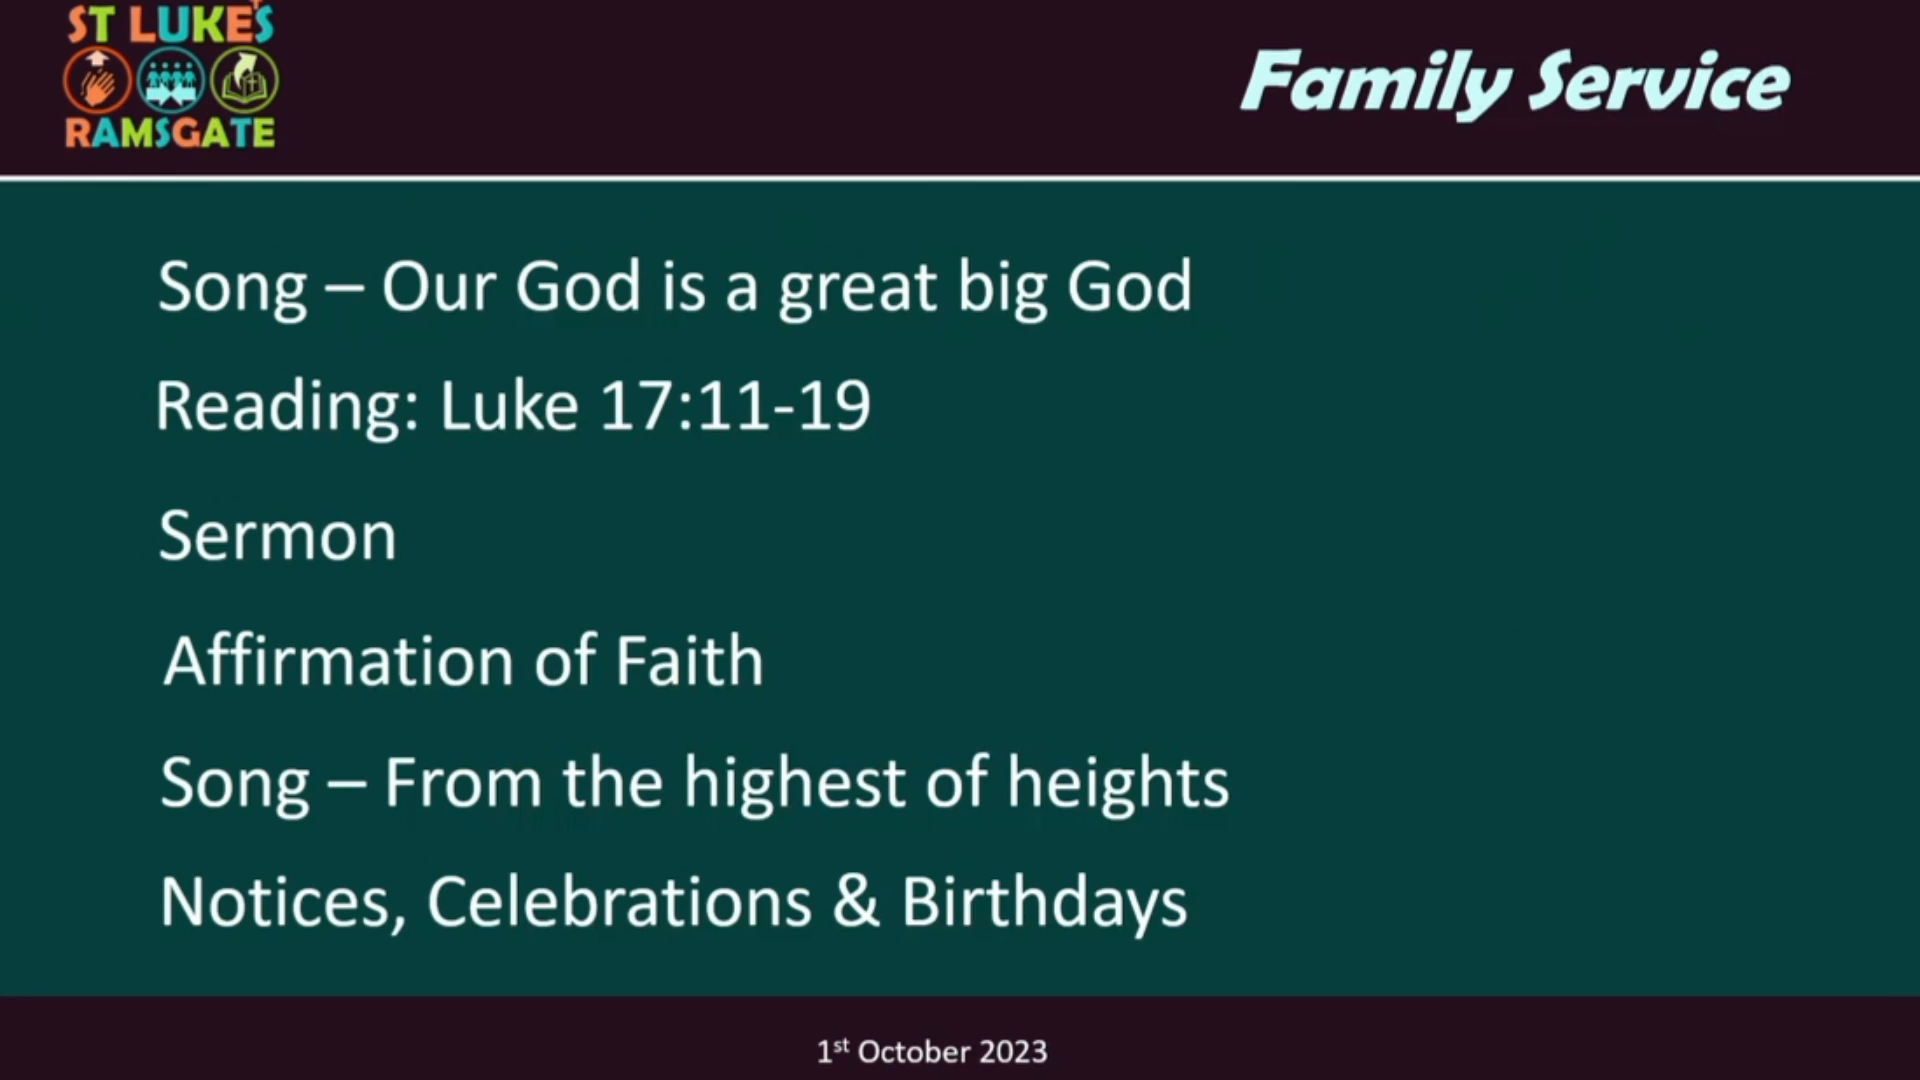 ST LUKE'S
RAMSGATE
Family Service
Song – Our God is a great big God
Reading: Luke 17:11-19
Sermon
Affirmation of Faith
Song – From the highest of heights
Notices, Celebrations & Birthdays
1st October 2023